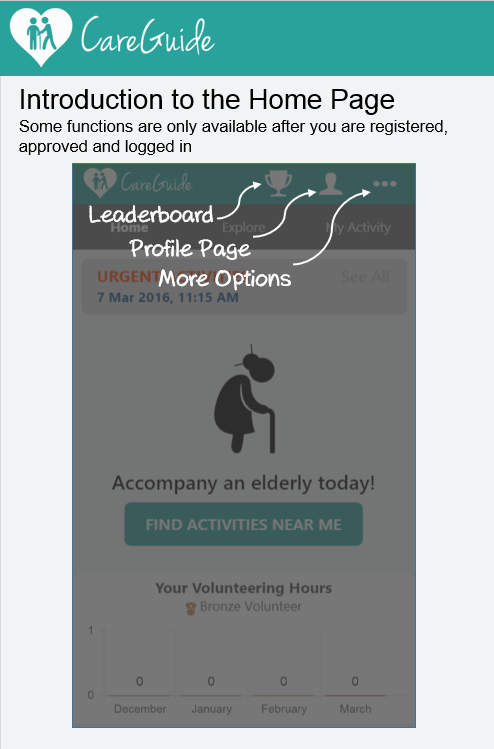 CareGuide
Introduction to the Home Page
Some functions are only available after you are registered,
approved and logged in
CareGuide
Leaderboard
Home Explore My Activity
Profile Page
URGENT See All
More Options
7 Mar 2016, 11:15 AM
Accompany an elderly today!
FIND ACTIVITIES NEAR ME
Your Volunteering Hours
Bronze Volunteer
1
0 0 0 0
0
December January February March